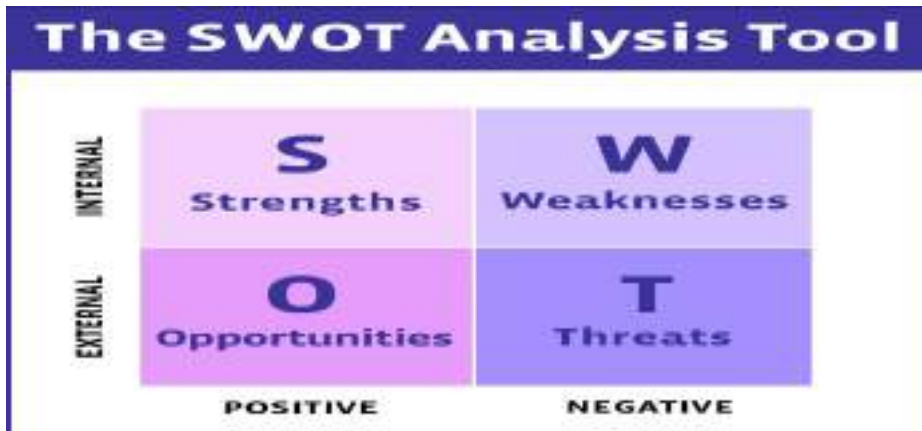 The SWOT Analysis Tool
INTERNAL
S
Strengths
W
Weaknesses
EXTERNAL
O
Opportunities
T
Threats
POSITIVE
NEGATIVE